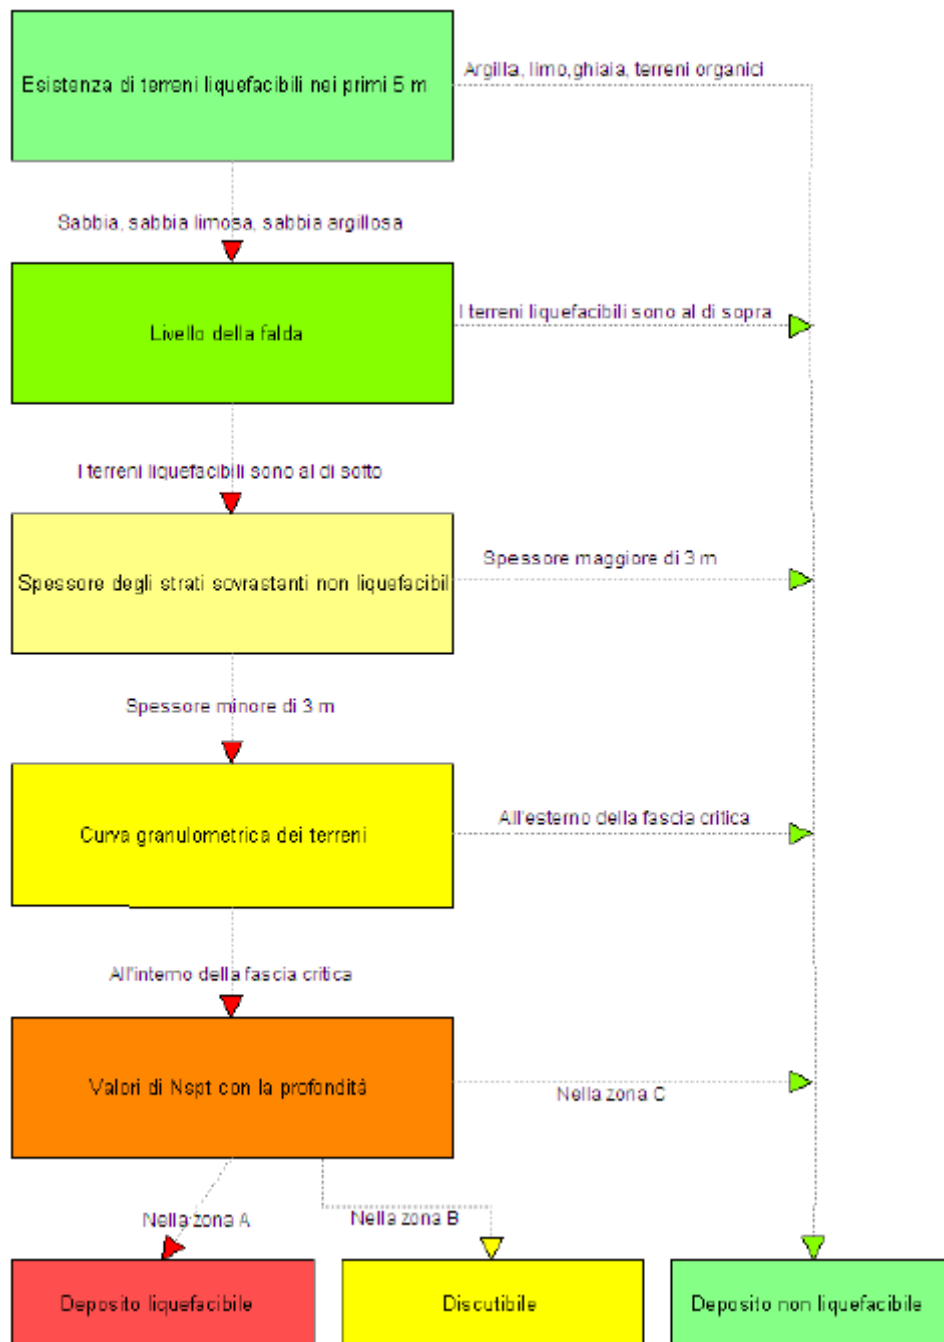 Argilla, limo,ghiaia, terreni organici
Esistenza di terreni liquefacibili nei primi 5 m
Sabbia, sabbia limosa, sabbia argillosa
I terreni liquefacibili sono al di sopra
Livello della falda
I terreni liquefacibili sono al di sotto
Spessore maggiore di 3 m
Spessore degli strati sovrastanti non liquefacibil
Spessore minore di 3 m
All'esterno della fascia critica
Curva granulometrica dei terreni
All'interno della fascia critica
Valori di Nspt con la profondità
Nella zona C
Nella zona A
Nella zona B
Deposito liquefacibile
Discutibile
Deposito non liquefacibile